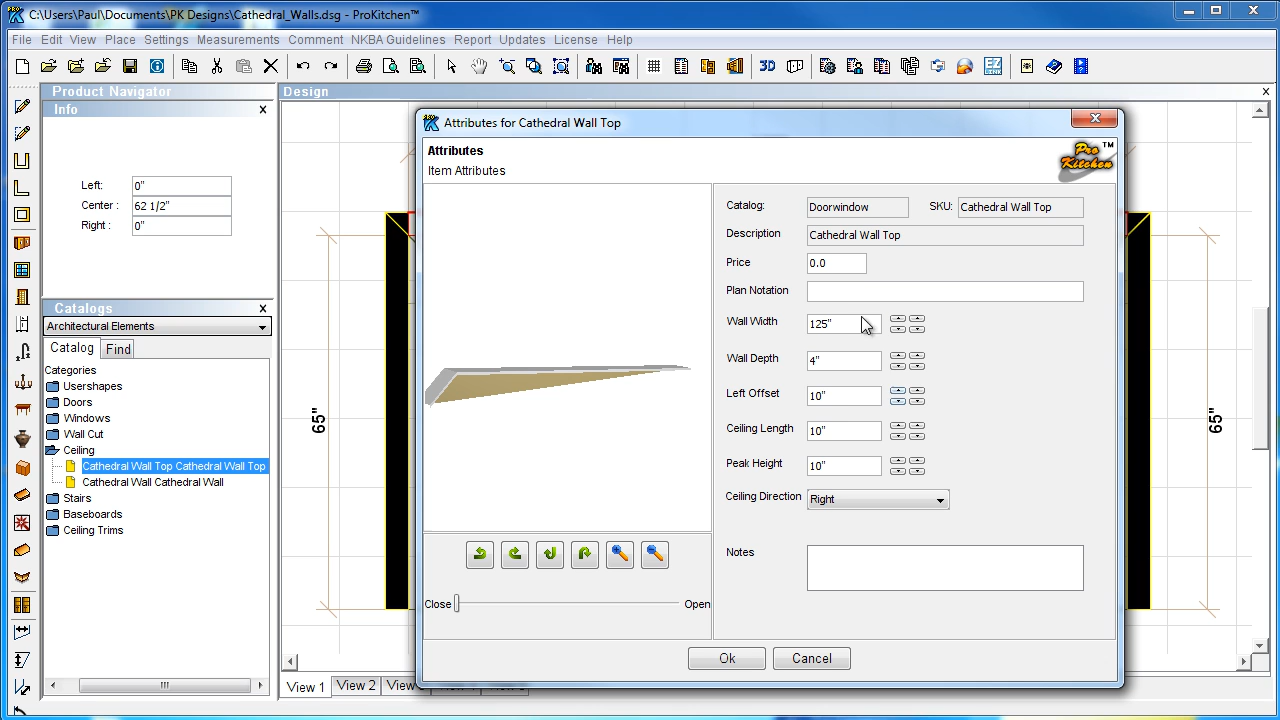 C:\Users\Paul\Documents\PK Designs\Cathedral_Walls.dsg - ProKitchen™
File Edit View Place Settings Measurements Comment NKBA Guidelines Report Updates License Help
3D
Product Navigator
Design
Info
Left: 0"
Center : 62 1/2"
Right : 0"
Catalogs
Architectural Elements
Catalog Find
Categories
Usershapes
Doors
Windows
Wall Cut
Ceiling
Cathedral Wall Top Cathedral Wall Top
Cathedral Wall Cathedral Wall
Stairs
Baseboards
Ceiling Trims
65"
65"
View 1 View 2
Attributes for Cathedral Wall Top
Attributes
Item Attributes
Pro Kitchen™
Catalog: Doorwindow SKU: Cathedral Wall Top
Description Cathedral Wall Top
Price 0.0
Plan Notation
Wall Width 125"
Wall Depth 4"
Left Offset 10"
Ceiling Length 10"
Peak Height 10"
Ceiling Direction Right
Notes
Close Open
Ok Cancel